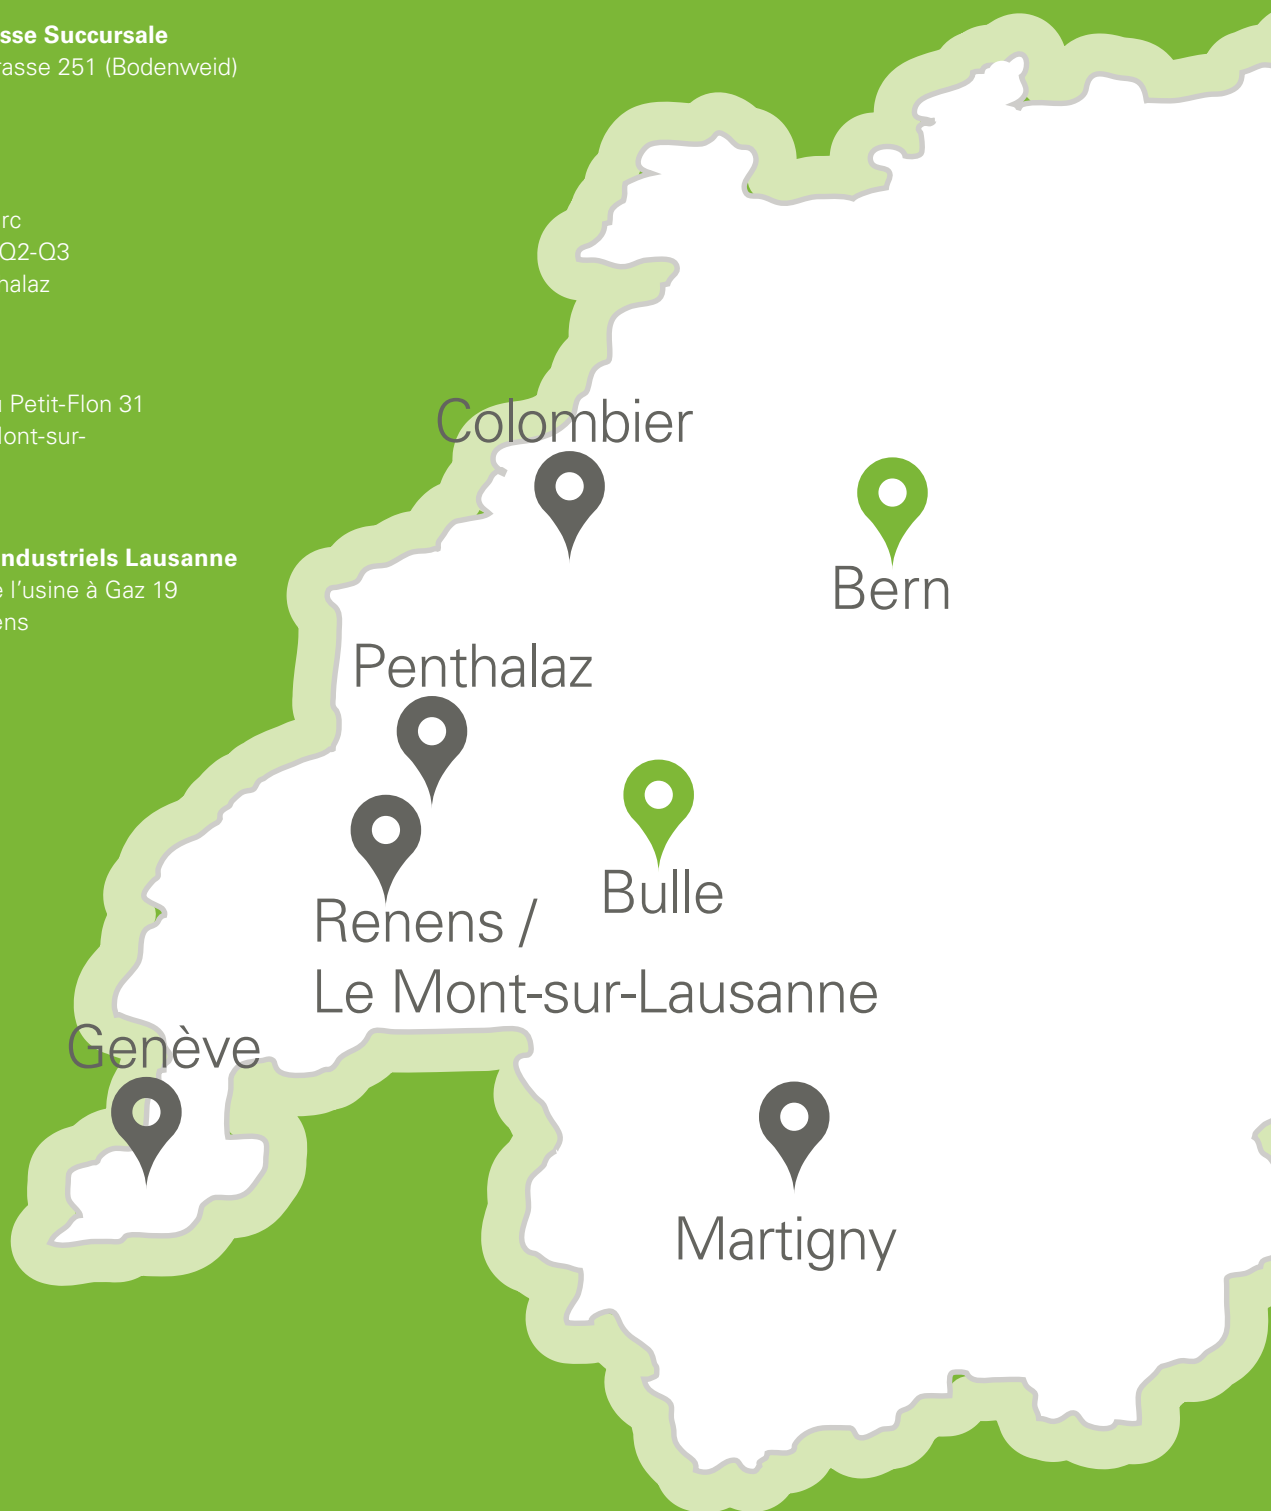 sse Succursale
rasse 251 (Bodenweid)
rc
Q2-Q3
halaz
Petit-Flon 31
Mont-sur-
ndustriels Lausanne
e l'usine à Gaz 19
ens
Colombier
Bern
Penthalaz
Bulle
Renens /
Le Mont-sur-Lausanne
Genève
Martigny